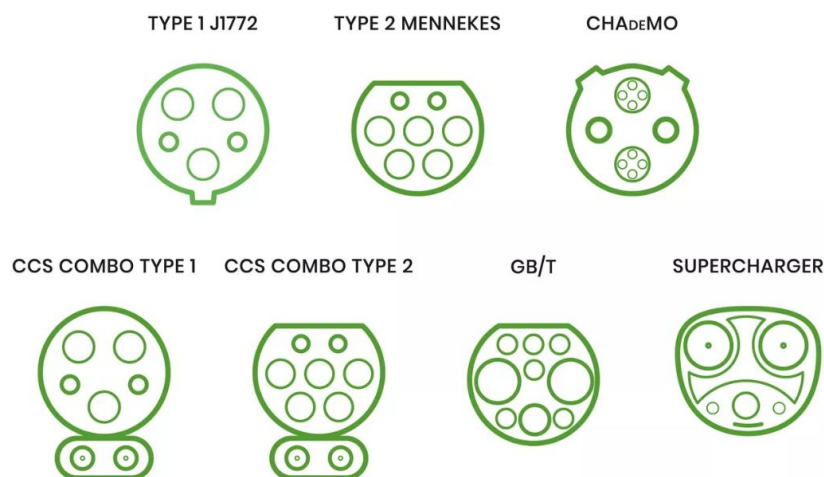 TYPE 1 J1772
TYPE 2 MENNEKES
CHADEMO
CCS COMBO TYPE 1
CCS COMBO TYPE 2
GB/T
SUPERCHARGER